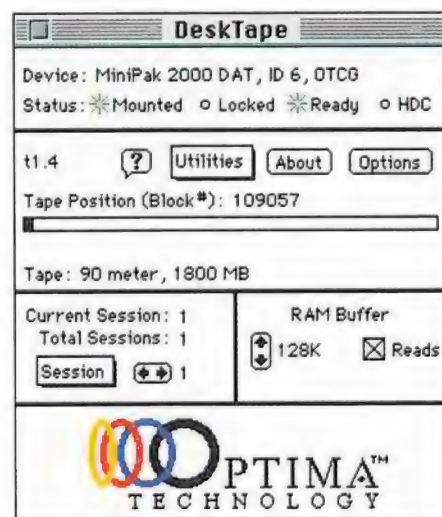 DeskTape
Device: MiniPak 2000 DAT, ID 6, OTCG
Status: Mounted Locked Ready HDC
t1.4 ? Utilities About Options
Tape Position (Block#): 109057
Tape: 90 meter, 1800 MB
Current Session: 1
Total Sessions: 1
Session 1
RAM Buffer
128K Reads
OPTIMA™
TECHNOLOGY